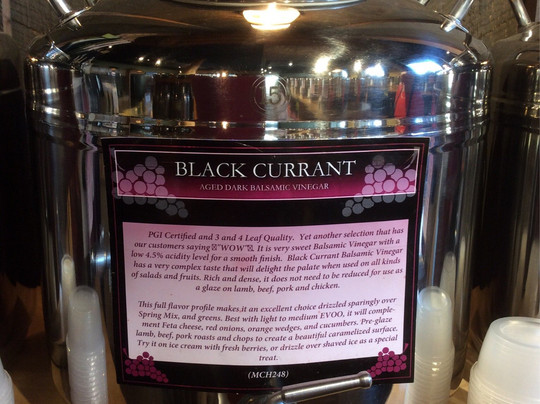 5
BLACK CURRANT
AGED DARK BALSAMIC VINEGAR
PGI Certified and 3 and 4 Leaf Quality. Yet another selection that has
our customers saying "WOW". It is very sweet Balsamic Vinegar with a
low 4.5% acidity level for a smooth finish. Black Currant Balsamic Vinegar
has a very complex taste that will delight the palate when used on all kinds
of salads and fruits. Rich and dense, it does not need to be reduced for use as
a glaze on lamb, beef, pork and chicken.
This full flavor profile makes,it an excellent choice drizzled sparingly over
Spring Mix, and greens. Best with light to medium EVOO, it will comple-
ment Feta cheese, red onions, orange wedges, and cucumbers. Pre-glaze
lamb, beef, pork roasts and chops to create a beautiful caramelized surface.
Try it on ice cream with fresh berries, or drizzle over shaved ice as a special
treat.
(MCH248)